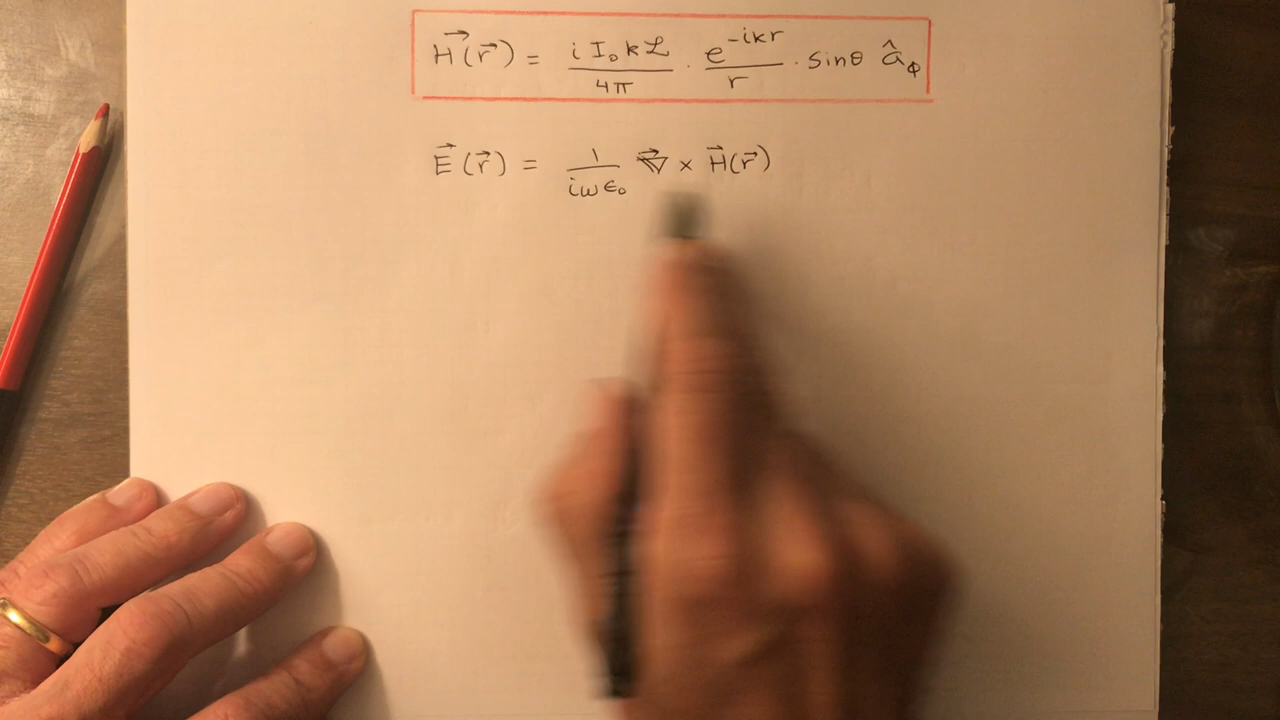 H⃗(r⃗) = i I₀ k ℒ / 4π · e^{-ikr} / r · sinθ â_ϕ
E⃗(r⃗) = 1 / iωϵ₀ ∇⃗ × H⃗(r⃗)